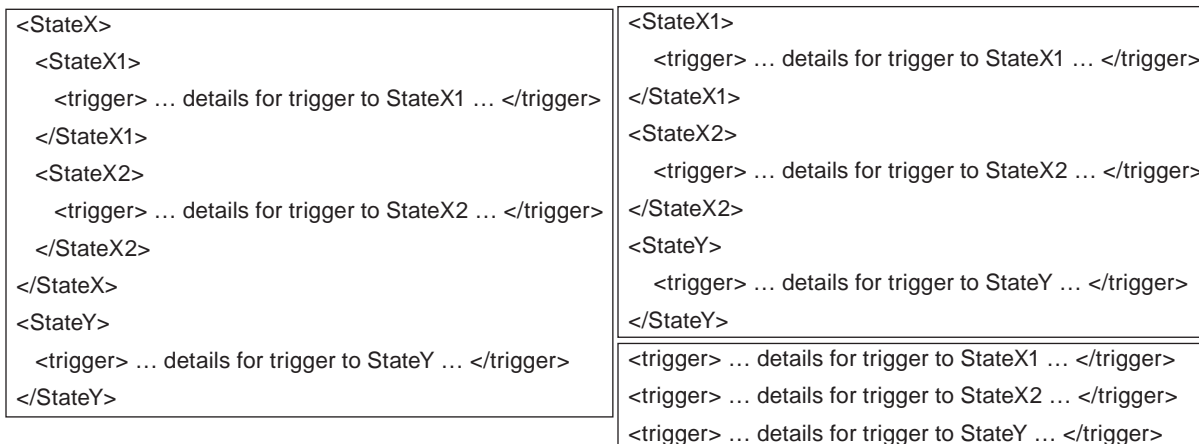 <StateX>
<StateX1>
<trigger> … details for trigger to StateX1 … </trigger>
</StateX1>
<StateX2>
<trigger> … details for trigger to StateX2 … </trigger>
</StateX2>
</StateX>
<StateY>
<trigger> … details for trigger to StateY … </trigger>
</StateY>
<StateX1>
<trigger> … details for trigger to StateX1 … </trigger>
</StateX1>
<StateX2>
<trigger> … details for trigger to StateX2 … </trigger>
</StateX2>
<StateY>
<trigger> … details for trigger to StateY … </trigger>
</StateY>
<trigger> … details for trigger to StateX1 … </trigger>
<trigger> … details for trigger to StateX2 … </trigger>
<trigger> … details for trigger to StateY … </trigger>